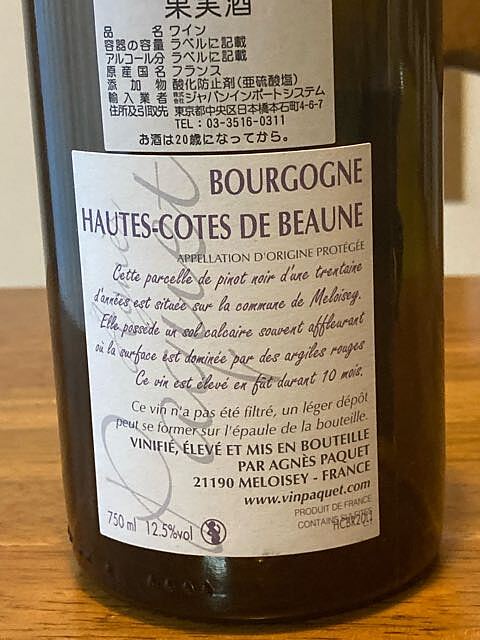 果実酒
品名 ワイン
容器の容量 ラベルに記載
アルコール分 ラベルに記載
原産国名 フランス
添加物 酸化防止剤(亜硫酸塩)
輸入業者 株式会社ジャパンインポートシステム
住所及引取先 東京都中央区日本橋本石町4-6-7
TEL:03-3516-0311
お酒は20歳になってから。
BOURGOGNE
HAUTES-COTES DE BEAUNE
APPELLATION D'ORIGINE PROTÉGÉE
Agnès Paquet
Cette parcelle de pinot noir d'une trentaine
d'années est située sur la commune de Meloisey.
Elle possède un sol calcaire souvent affleurant
où la surface est dominée par des argiles rouges
Ce vin est élevé en fût durant 10 mois.
Ce vin n'a pas été filtré, un léger dépôt
peut se former sur l'épaule de la bouteille.
VINIFIÉ, ÉLEVÉ ET MIS EN BOUTEILLE
PAR AGNÈS PAQUET
21190 MELOISEY - FRANCE
www.vinpaquet.com
PRODUIT DE FRANCE
CONTAINS
750 ml 12.5%vol